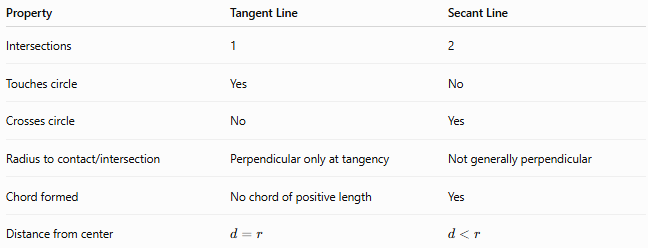 Property Tangent Line Secant Line
Intersections 1 2
Touches circle Yes No
Crosses circle No Yes
Radius to contact/intersection Perpendicular only at tangency Not generally perpendicular
Chord formed No chord of positive length Yes
Distance from center d = r d < r